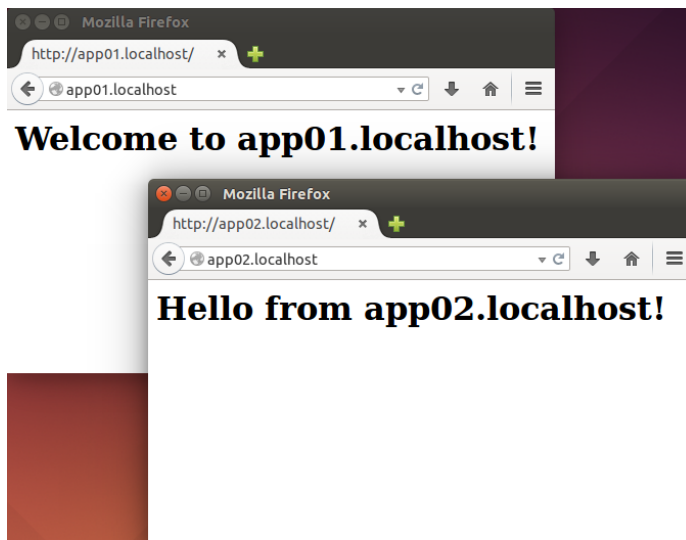 Mozilla Firefox
http://app01.localhost/
app01.localhost
Welcome to app01.localhost!
Mozilla Firefox
http://app02.localhost/
app02.localhost
Hello from app02.localhost!